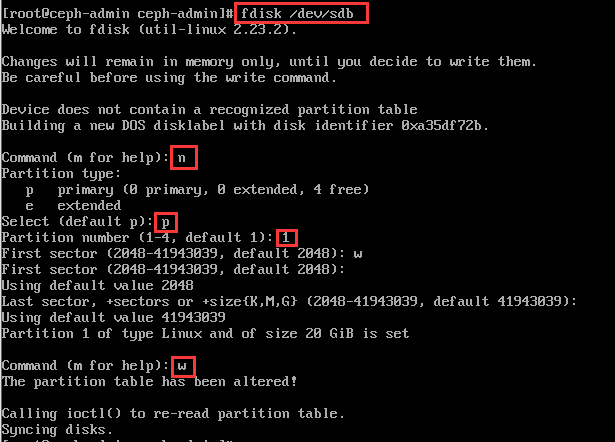 [root@ceph-admin ceph-admin]# fdisk /dev/sdb
Welcome to fdisk (util-linux 2.23.2).
Changes will remain in memory only, until you decide to write them.
Be careful before using the write command.
Device does not contain a recognized partition table
Building a new DOS disklabel with disk identifier 0xa35df72b.
Command (m for help): n
Partition type:
   p   primary (0 primary, 0 extended, 4 free)
   e   extended
Select (default p): p
Partition number (1-4, default 1): 1
First sector (2048-41943039, default 2048): w
First sector (2048-41943039, default 2048):
Using default value 2048
Last sector, +sectors or +size{K,M,G} (2048-41943039, default 41943039):
Using default value 41943039
Partition 1 of type Linux and of size 20 GiB is set
Command (m for help): w
The partition table has been altered!
Calling ioctl() to re-read partition table.
Syncing disks.